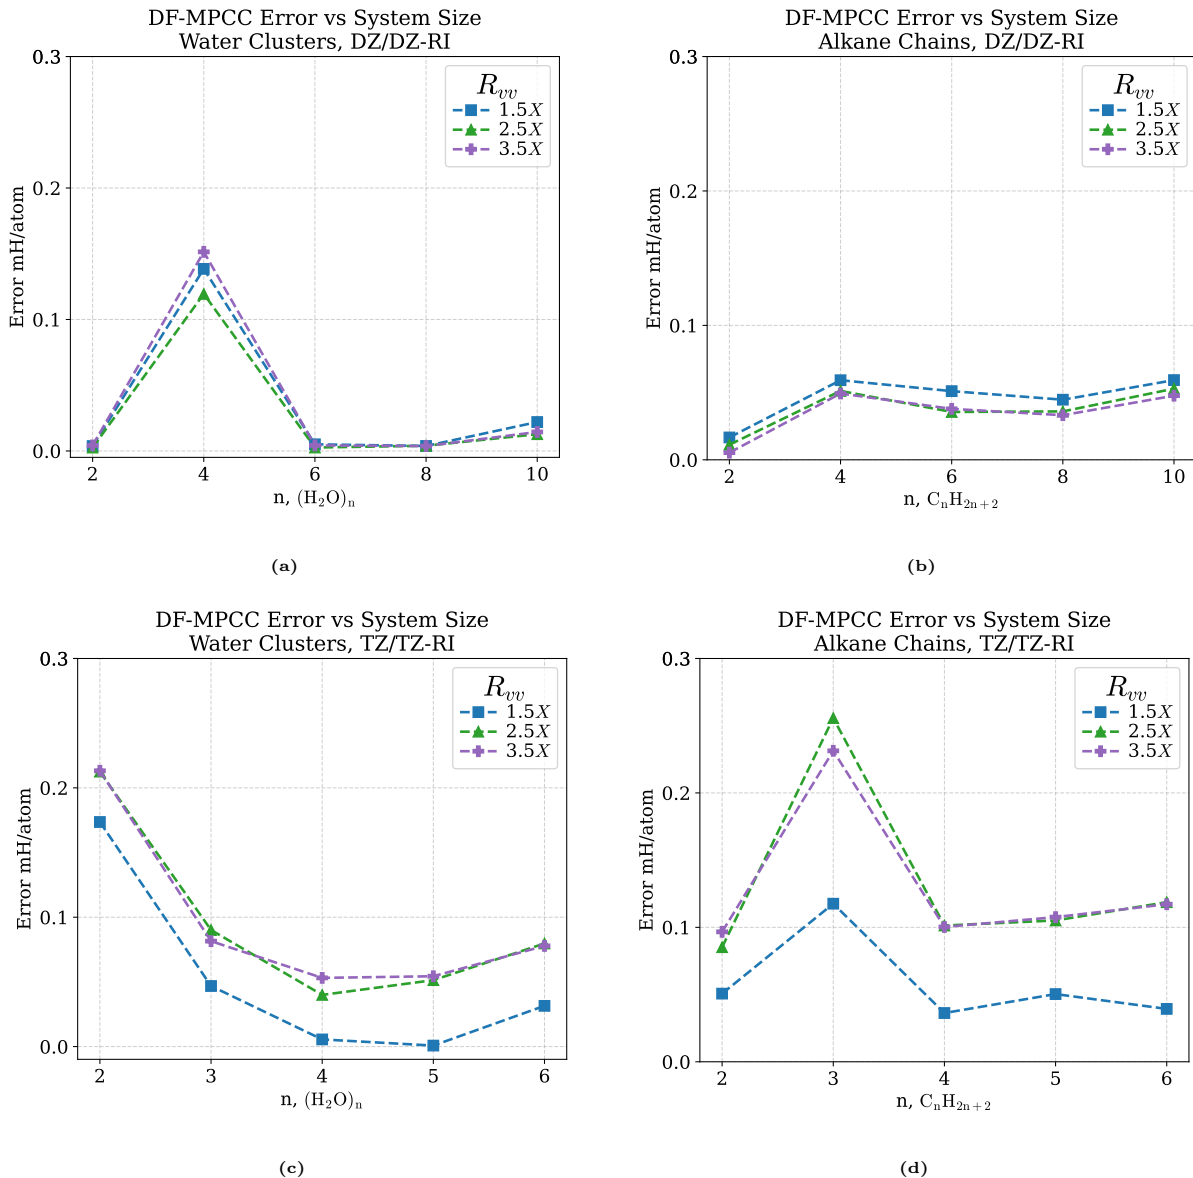 DF-MPCC Error vs System Size
Water Clusters, DZ/DZ-RI
Error mH/atom
0.3
0.2
0.1
0.0
R_vv
1.5X
2.5X
3.5X
2 4 6 8 10
n, (H₂O)ₙ
(a)
DF-MPCC Error vs System Size
Alkane Chains, DZ/DZ-RI
Error mH/atom
0.3
0.2
0.1
0.0
R_vv
1.5X
2.5X
3.5X
2 4 6 8 10
n, CₙH₂ₙ₊₂
(b)
DF-MPCC Error vs System Size
Water Clusters, TZ/TZ-RI
Error mH/atom
0.3
0.2
0.1
0.0
R_vv
1.5X
2.5X
3.5X
2 3 4 5 6
n, (H₂O)ₙ
(c)
DF-MPCC Error vs System Size
Alkane Chains, TZ/TZ-RI
Error mH/atom
0.3
0.2
0.1
0.0
R_vv
1.5X
2.5X
3.5X
2 3 4 5 6
n, CₙH₂ₙ₊₂
(d)